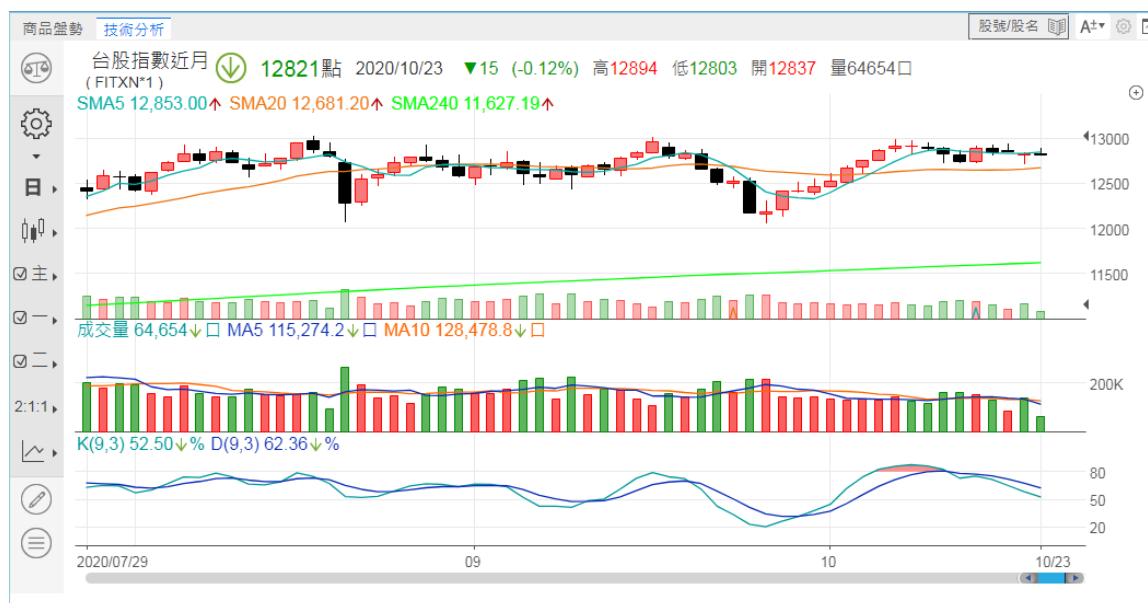 商品盤勢 技術分析 股號/股名 A±▾
台股指數近月 12821點 2020/10/23 ▼15 (-0.12%) 高12894 低12803 開12837 量64654口
( FITXN*1 )
SMA5 12,853.00↑ SMA20 12,681.20↑ SMA240 11,627.19↑
13000
日
12500
12000
主
11500
一
成交量 64,654↓口 MA5 115,274.2↓口 MA10 128,478.8↓口
二
200K
2:1:1
K(9,3) 52.50↓% D(9,3) 62.36↓%
80
50
20
2020/07/29 09 10 10/23